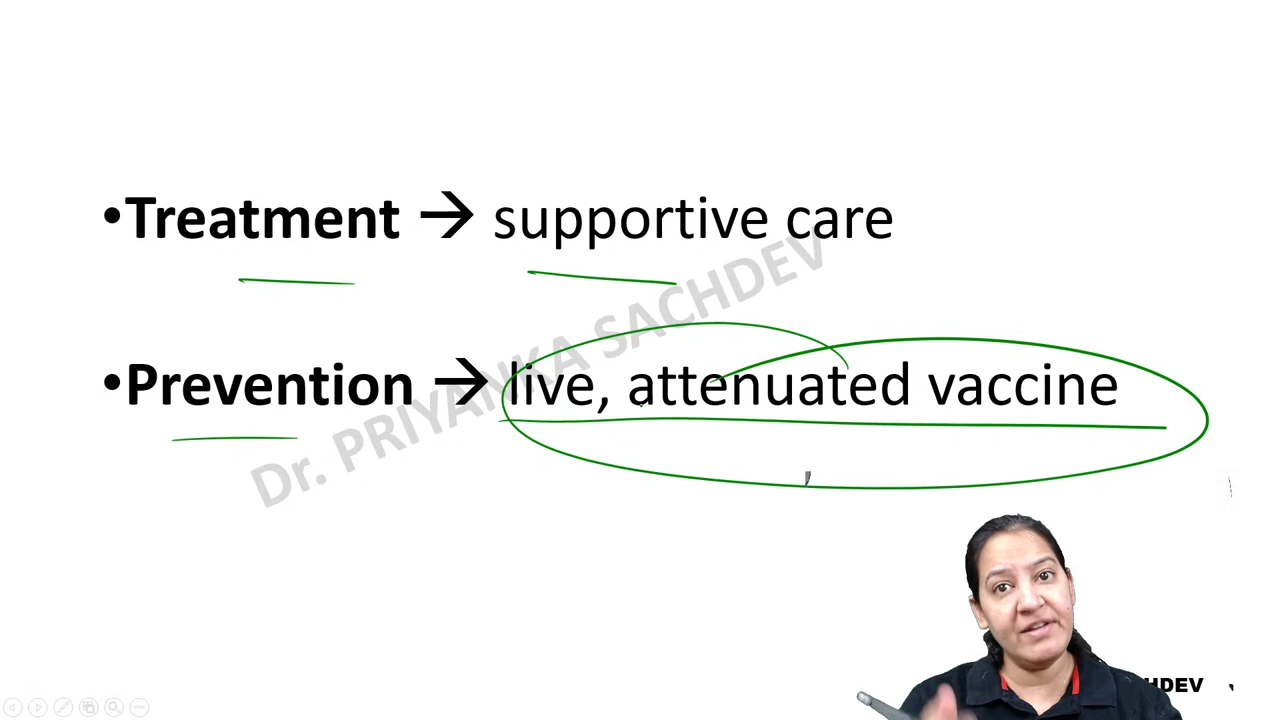 •Treatment → supportive care
•Prevention → live, attenuated vaccine
Dr. PRIYANKA SACHDEV
HDEV